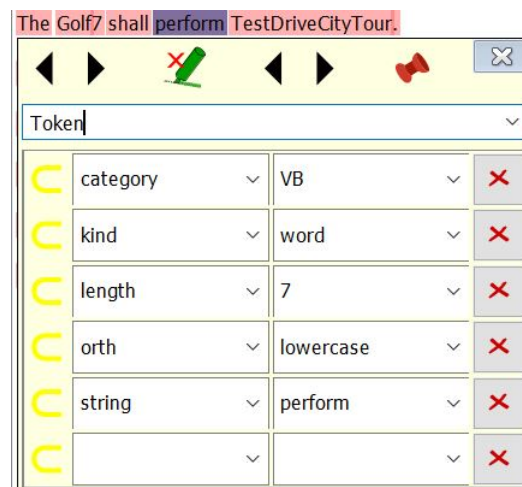 The Golf7 shall perform TestDriveCityTour.
Token
category VB
kind word
length 7
orth lowercase
string perform